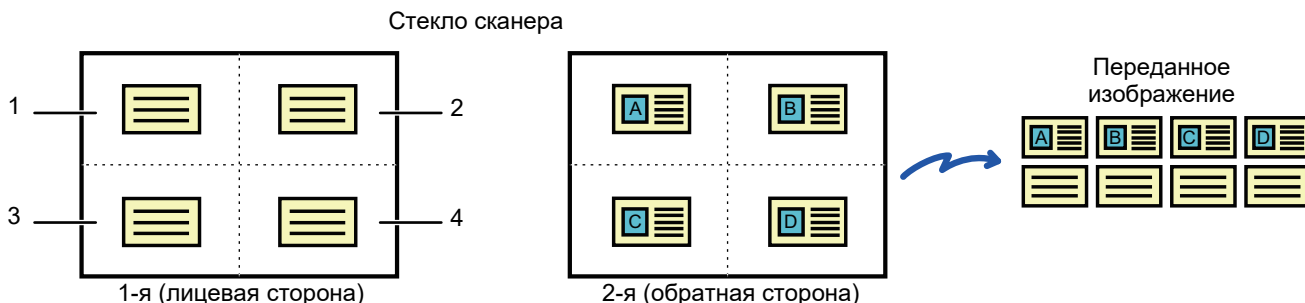 Стекло сканера
Переданное
изображение
1
2
3
4
A
B
C
D
A B C D
1-я (лицевая сторона)
2-я (обратная сторона)